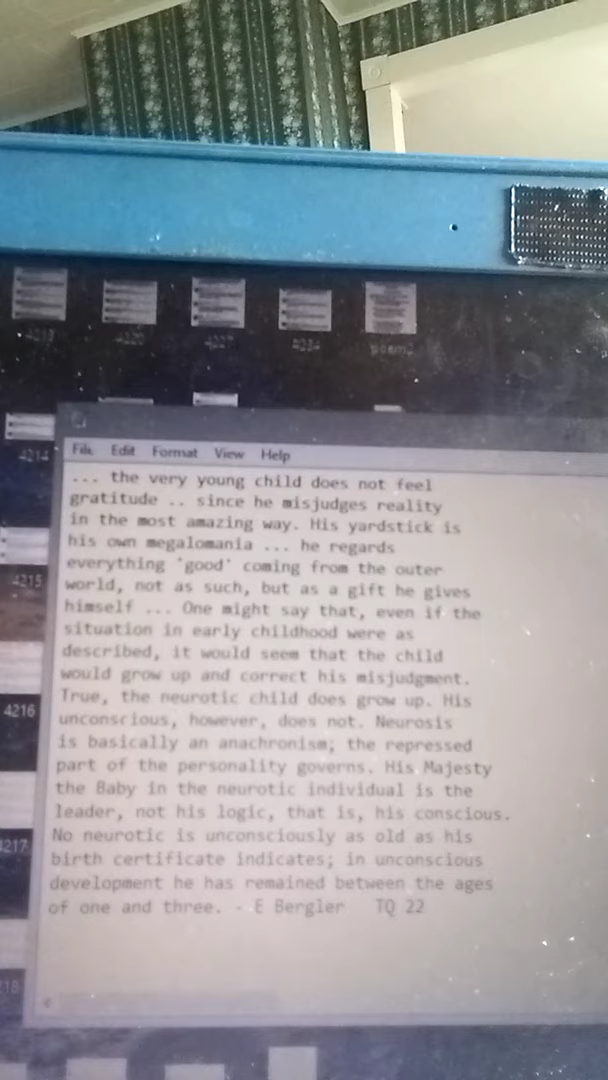 poem2
File Edit Format View Help
4214
4215
4216
4217
... the very young child does not feel
gratitude .. since he misjudges reality
in the most amazing way. His yardstick is
his own megalomania ... he regards
everything 'good' coming from the outer
world, not as such, but as a gift he gives
himself ... One might say that, even if the
situation in early childhood were as
described, it would seem that the child
would grow up and correct his misjudgment.
True, the neurotic child does grow up. His
unconscious, however, does not. Neurosis
is basically an anachronism; the repressed
part of the personality governs. His Majesty
the Baby in the neurotic individual is the
leader, not his logic, that is, his conscious.
No neurotic is unconsciously as old as his
birth certificate indicates; in unconscious
development he has remained between the ages
of one and three. - E Bergler TQ 22